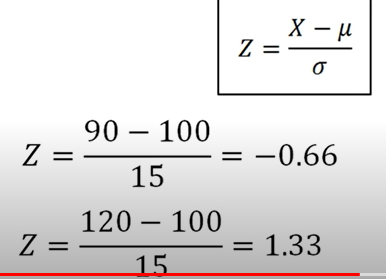 Z = (X − μ) / σ
Z = (90 − 100) / 15 = −0.66
Z = (120 − 100) / 15 = 1.33